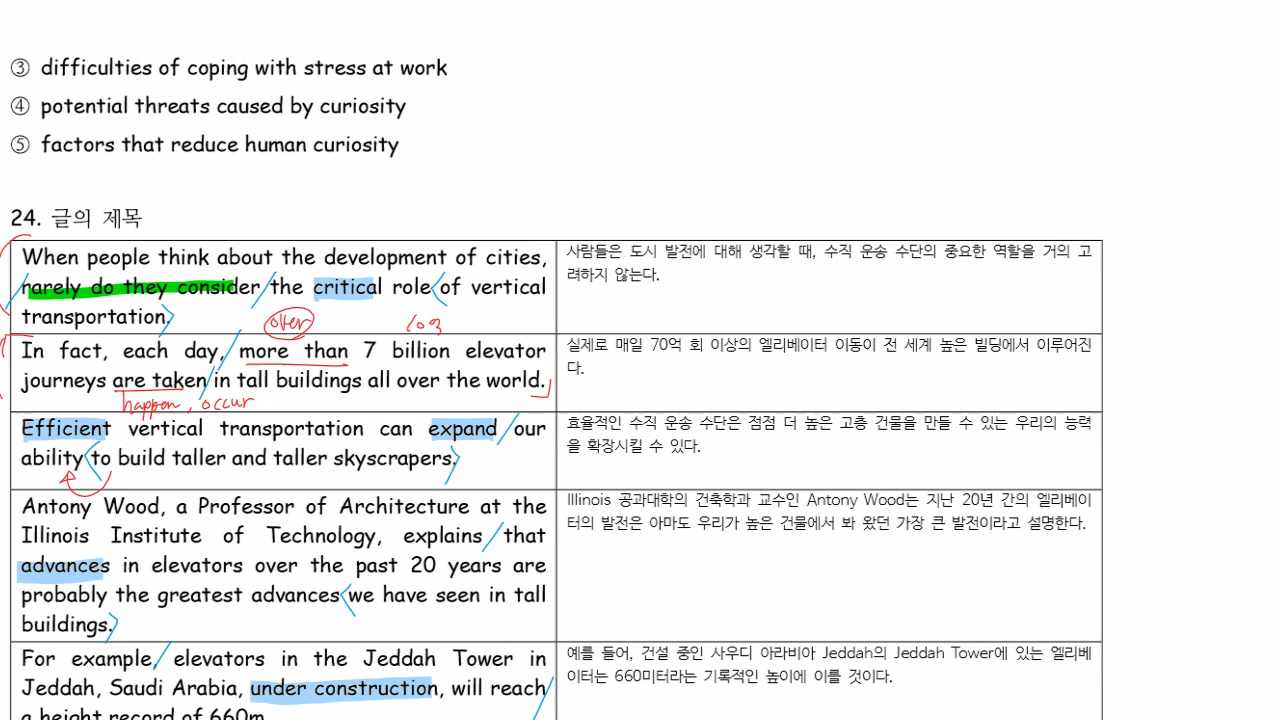 ③ difficulties of coping with stress at work
④ potential threats caused by curiosity
⑤ factors that reduce human curiosity
24. 글의 제목
When people think about the development of cities,
rarely do they consider the critical role of vertical
transportation.
사람들은 도시 발전에 대해 생각할 때, 수직 운송 수단의 중요한 역할을 거의 고
려하지 않는다.
over
In fact, each day, more than 7 billion elevator
journeys are taken in tall buildings all over the world.
happen, occur
실제로 매일 70억 회 이상의 엘리베이터 이동이 전 세계 높은 빌딩에서 이루어진
다.
Efficient vertical transportation can expand our
ability to build taller and taller skyscrapers.
효율적인 수직 운송 수단은 점점 더 높은 고층 건물을 만들 수 있는 우리의 능력
을 확장시킬 수 있다.
Antony Wood, a Professor of Architecture at the
Illinois Institute of Technology, explains that
advances in elevators over the past 20 years are
probably the greatest advances we have seen in tall
buildings.
Illinois 공과대학의 건축학과 교수인 Antony Wood는 지난 20년 간의 엘리베이
터의 발전은 아마도 우리가 높은 건물에서 봐 왔던 가장 큰 발전이라고 설명한다.
For example, elevators in the Jeddah Tower in
Jeddah, Saudi Arabia, under construction, will reach
a height record of 660m
예를 들어, 건설 중인 사우디 아라비아 Jeddah의 Jeddah Tower에 있는 엘리베
이터는 660미터라는 기록적인 높이에 이를 것이다.